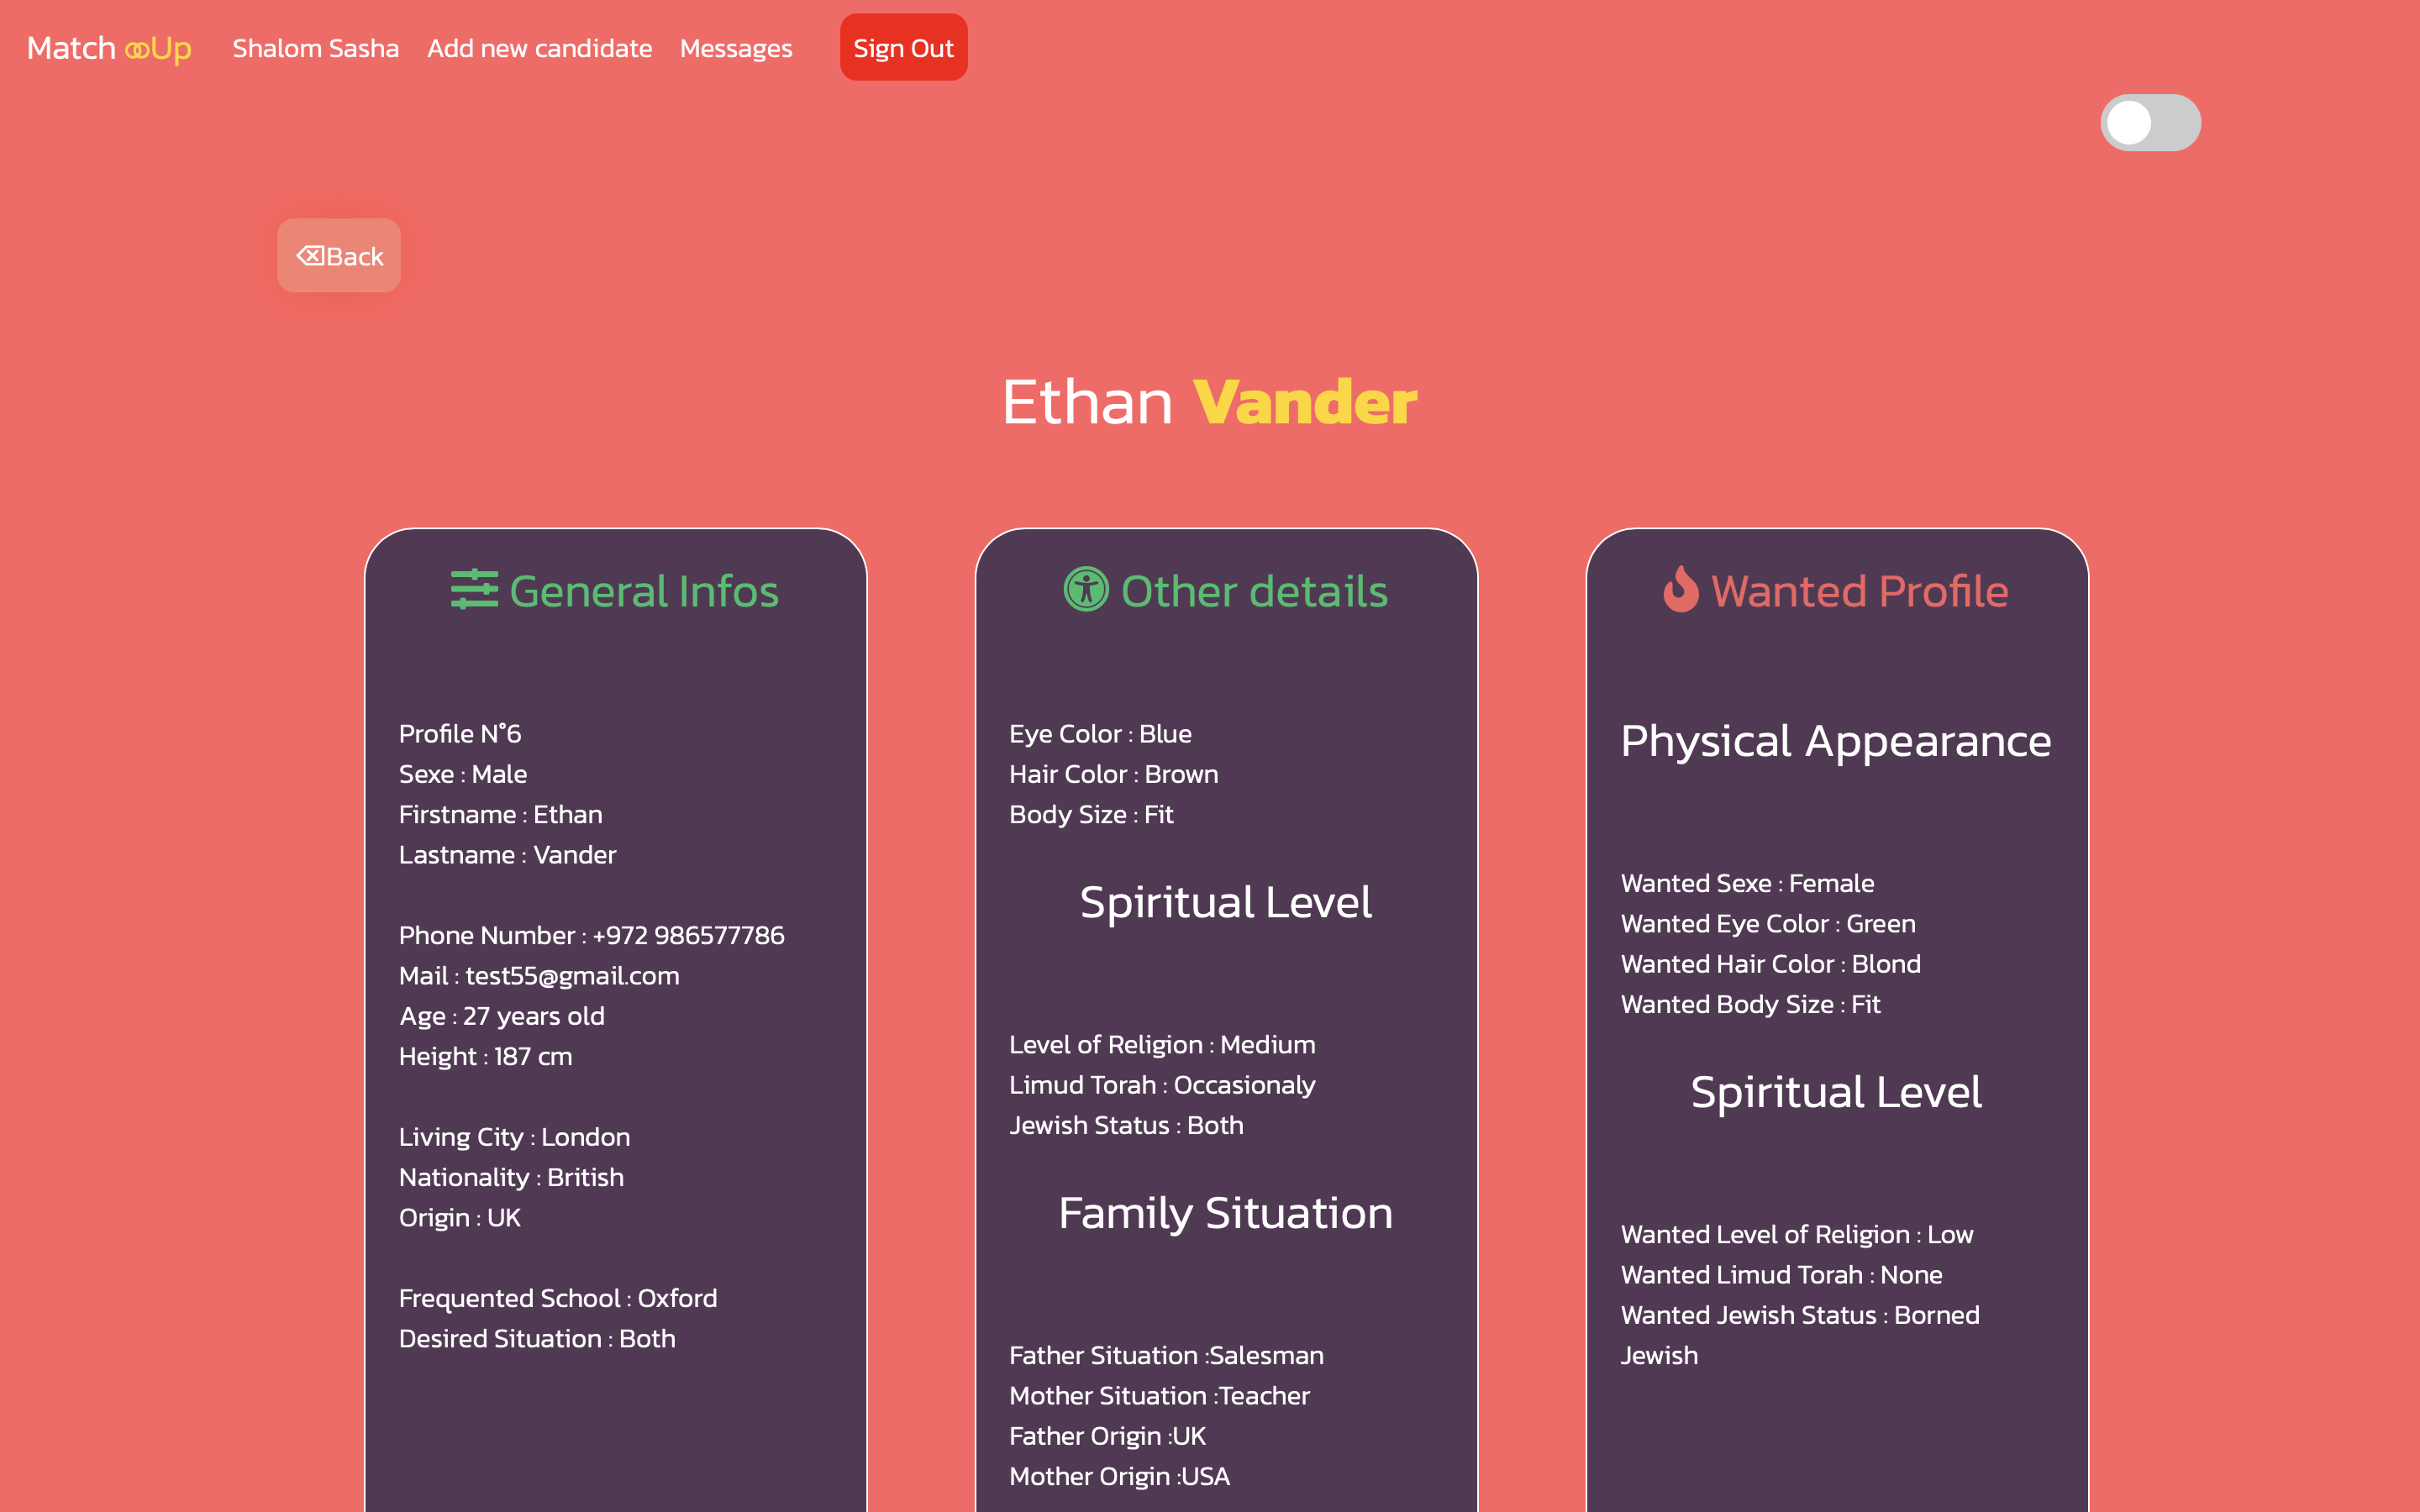 Match Up
Shalom Sasha
Add new candidate
Messages
Sign Out
Back
Ethan Vander
General Infos
Profile N°6
Sexe : Male
Firstname : Ethan
Lastname : Vander
Phone Number : +972 986577786
Mail : test55@gmail.com
Age : 27 years old
Height : 187 cm
Living City : London
Nationality : British
Origin : UK
Frequented School : Oxford
Desired Situation : Both
Other details
Eye Color : Blue
Hair Color : Brown
Body Size : Fit
Spiritual Level
Level of Religion : Medium
Limud Torah : Occasionaly
Jewish Status : Both
Family Situation
Father Situation :Salesman
Mother Situation :Teacher
Father Origin :UK
Mother Origin :USA
Wanted Profile
Physical Appearance
Wanted Sexe : Female
Wanted Eye Color : Green
Wanted Hair Color : Blond
Wanted Body Size : Fit
Spiritual Level
Wanted Level of Religion : Low
Wanted Limud Torah : None
Wanted Jewish Status : Borned
Jewish